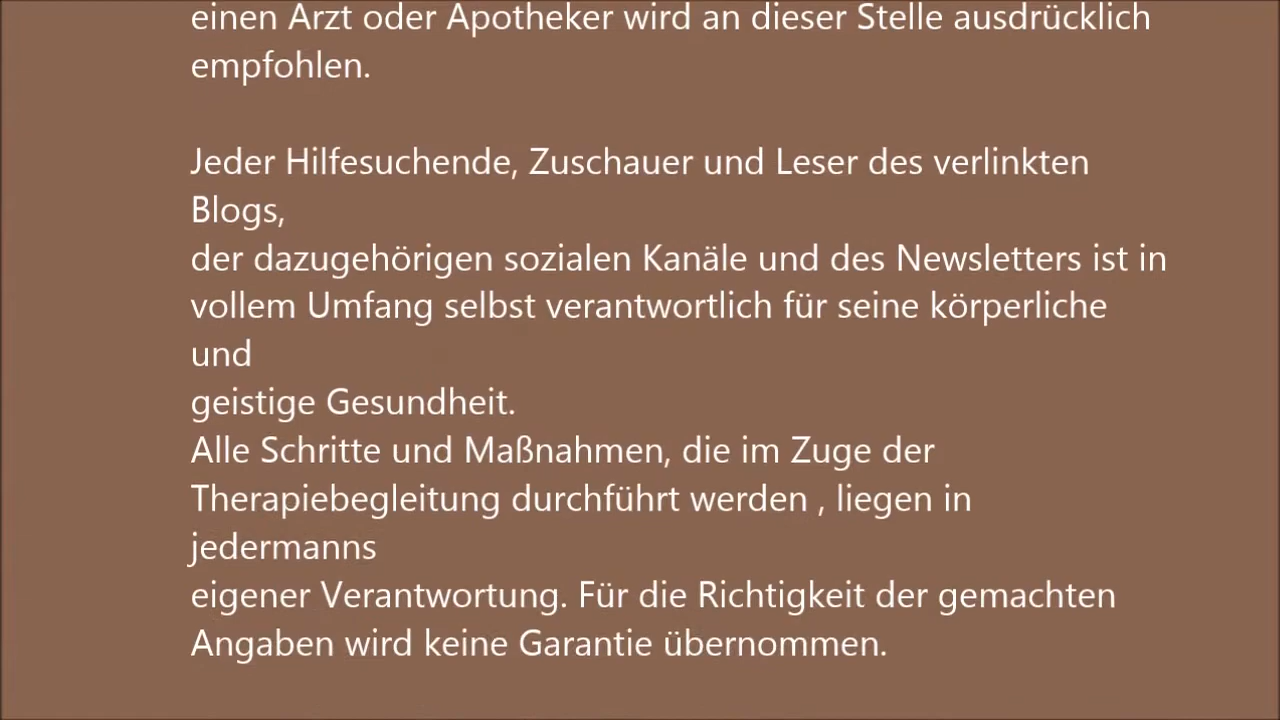 einen Arzt oder Apotheker wird an dieser Stelle ausdrücklich
empfohlen.
Jeder Hilfesuchende, Zuschauer und Leser des verlinkten
Blogs,
der dazugehörigen sozialen Kanäle und des Newsletters ist in
vollem Umfang selbst verantwortlich für seine körperliche
und
geistige Gesundheit.
Alle Schritte und Maßnahmen, die im Zuge der
Therapiebegleitung durchführt werden , liegen in
jedermanns
eigener Verantwortung. Für die Richtigkeit der gemachten
Angaben wird keine Garantie übernommen.